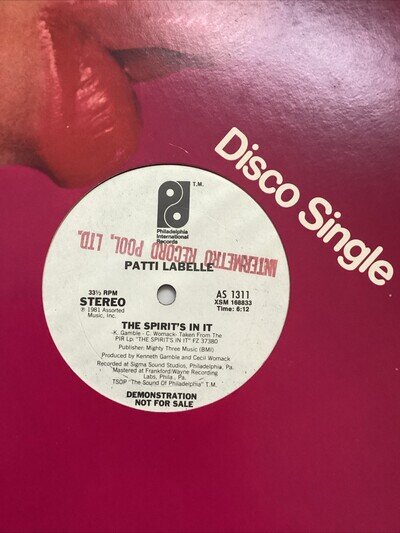 Disco Single
T.M.
Philadelphia
International
Records
INTERMETRO RECORD POOL, LTD.
PATTI LABELLE
33⅓ RPM
STEREO
℗ 1981 Assorted
Music, Inc.
AS 1311
XSM 168833
Time: 6:12
THE SPIRIT'S IN IT
-K. Gamble - C. Womack- Taken From The
PIR Lp: "THE SPIRIT'S IN IT" FZ 37380
Publisher: Mighty Three Music (BMI)
Produced by Kenneth Gamble and Cecil Womack
Recorded at Sigma Sound Studios, Philadelphia, Pa.
Mastered at Frankford/Wayne Recording
Labs, Phila., Pa.
TSOP "The Sound Of Philadelphia" T.M.
DEMONSTRATION
NOT FOR SALE